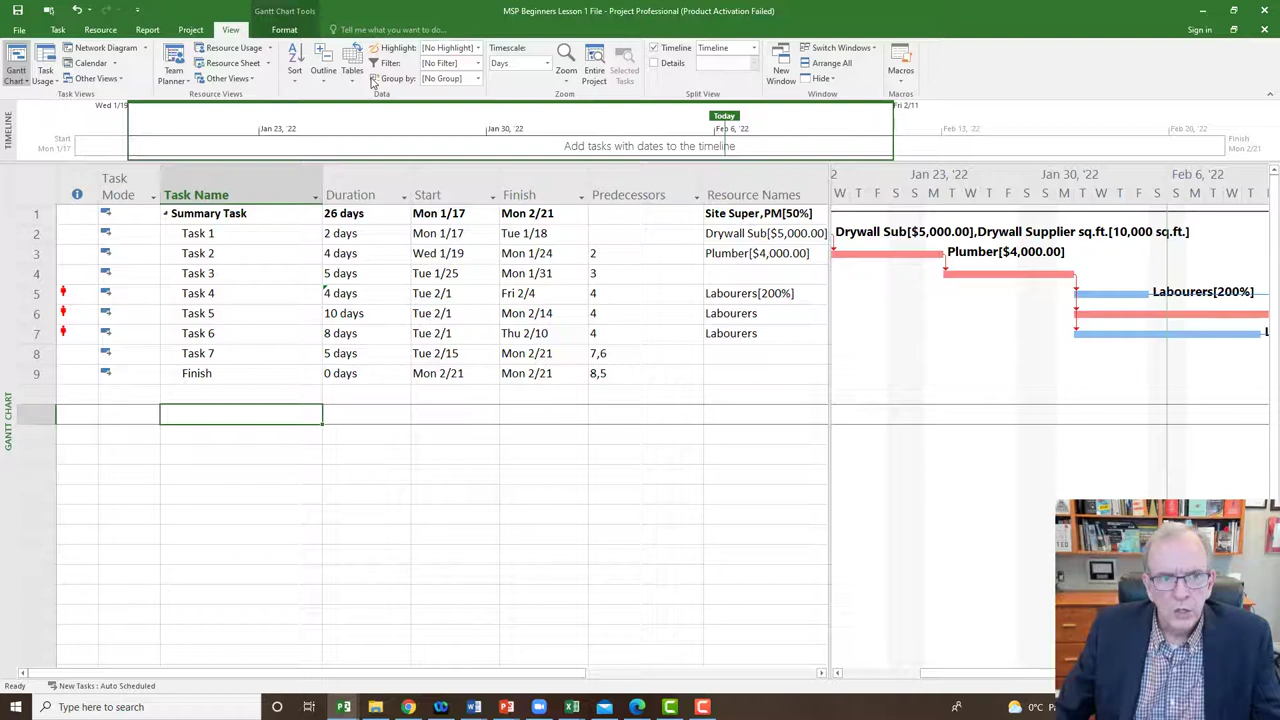 Gantt Chart Tools
MSP Beginners Lesson 1 File - Project Professional (Product Activation Failed)
File Task Resource Report Project View Format Tell me what you want to do... Sign in
Gantt Chart
Task Usage
Network Diagram
Calendar
Other Views
Task Views
Team Planner
Resource Usage
Resource Sheet
Other Views
Resource Views
Sort
Outline
Tables
Highlight: [No Highlight]
Filter: [No Filter]
Group by: [No Group]
Data
Timescale:
Days
Zoom
Entire Project
Selected Tasks
Zoom
Timeline Timeline
Details
Split View
New Window
Switch Windows
Arrange All
Hide
Window
Macros
Macros
TIMELINE
Wed 1/19 Fri 2/11
Today
Jan 23, '22 Jan 30, '22 Feb 6, '22 Feb 13, '22 Feb 20, '22
Start
Mon 1/17
Add tasks with dates to the timeline
Finish
Mon 2/21
GANTT CHART
Task Mode Task Name Duration Start Finish Predecessors Resource Names
2 Jan 23, '22 Jan 30, '22 Feb 6, '22
W T F S S M T W T F S S M T W T F S S M T W T F S S M T
1 Summary Task 26 days Mon 1/17 Mon 2/21 Site Super,PM[50%]
2 Task 1 2 days Mon 1/17 Tue 1/18 Drywall Sub[$5,000.00] Drywall Sub[$5,000.00],Drywall Supplier sq.ft.[10,000 sq.ft.]
3 Task 2 4 days Wed 1/19 Mon 1/24 2 Plumber[$4,000.00] Plumber[$4,000.00]
4 Task 3 5 days Tue 1/25 Mon 1/31 3
5 Task 4 4 days Tue 2/1 Fri 2/4 4 Labourers[200%] Labourers[200%]
6 Task 5 10 days Tue 2/1 Mon 2/14 4 Labourers
7 Task 6 8 days Tue 2/1 Thu 2/10 4 Labourers
8 Task 7 5 days Tue 2/15 Mon 2/21 7,6
9 Finish 0 days Mon 2/21 Mon 2/21 8,5
Ready New Tasks : Auto Scheduled
Type here to search
0°C